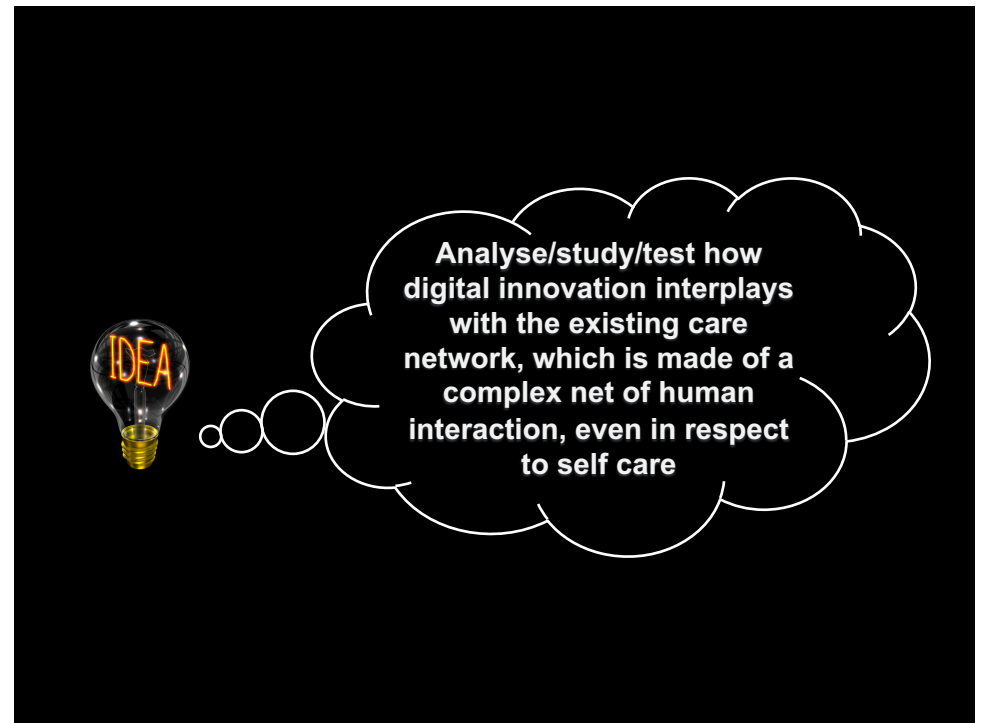 IDEA
Analyse/study/test how
digital innovation interplays
with the existing care
network, which is made of a
complex net of human
interaction, even in respect
to self care